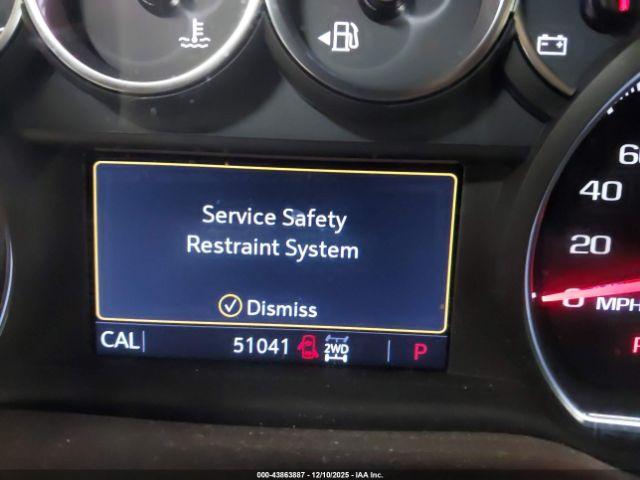 60
40
20
0 MPH
Service Safety
Restraint System
Dismiss
CAL
51041 2WD P
000-43863887 - 12/10/2025 - IAA Inc.